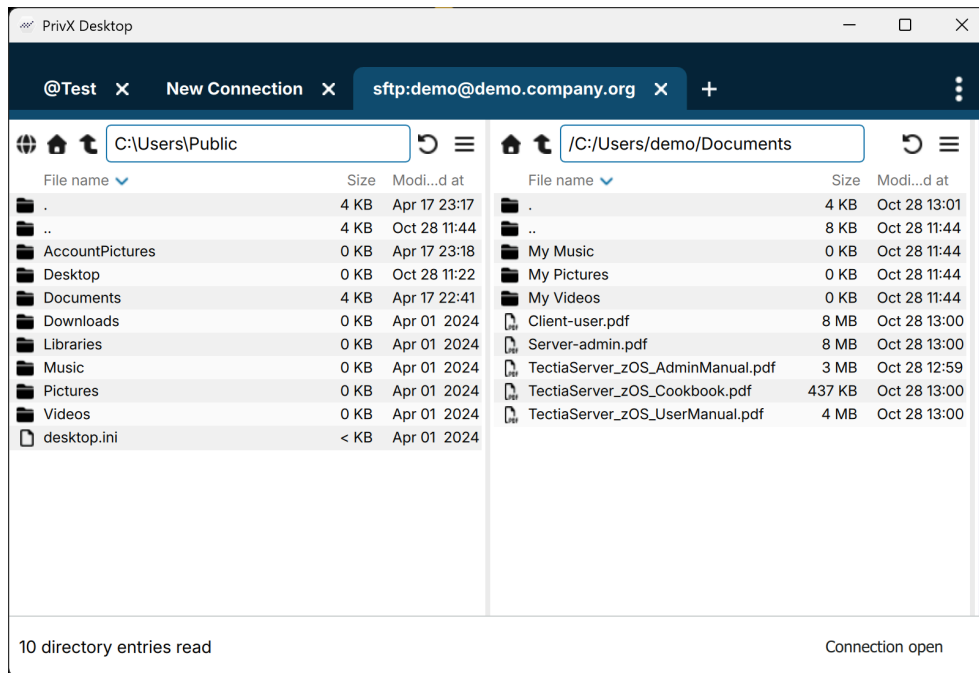 PrivX Desktop
@Test New Connection sftp:demo@demo.company.org
C:\Users\Public
File name Size Modi...d at
. 4 KB Apr 17 23:17
.. 4 KB Oct 28 11:44
AccountPictures 0 KB Apr 17 23:18
Desktop 0 KB Oct 28 11:22
Documents 4 KB Apr 17 22:41
Downloads 0 KB Apr 01 2024
Libraries 0 KB Apr 01 2024
Music 0 KB Apr 01 2024
Pictures 0 KB Apr 01 2024
Videos 0 KB Apr 01 2024
desktop.ini < KB Apr 01 2024
/C:/Users/demo/Documents
File name Size Modi...d at
. 4 KB Oct 28 13:01
.. 8 KB Oct 28 11:44
My Music 0 KB Oct 28 11:44
My Pictures 0 KB Oct 28 11:44
My Videos 0 KB Oct 28 11:44
Client-user.pdf 8 MB Oct 28 13:00
Server-admin.pdf 8 MB Oct 28 13:00
TectiaServer_zOS_AdminManual.pdf 3 MB Oct 28 12:59
TectiaServer_zOS_Cookbook.pdf 437 KB Oct 28 13:00
TectiaServer_zOS_UserManual.pdf 4 MB Oct 28 13:00
10 directory entries read
Connection open